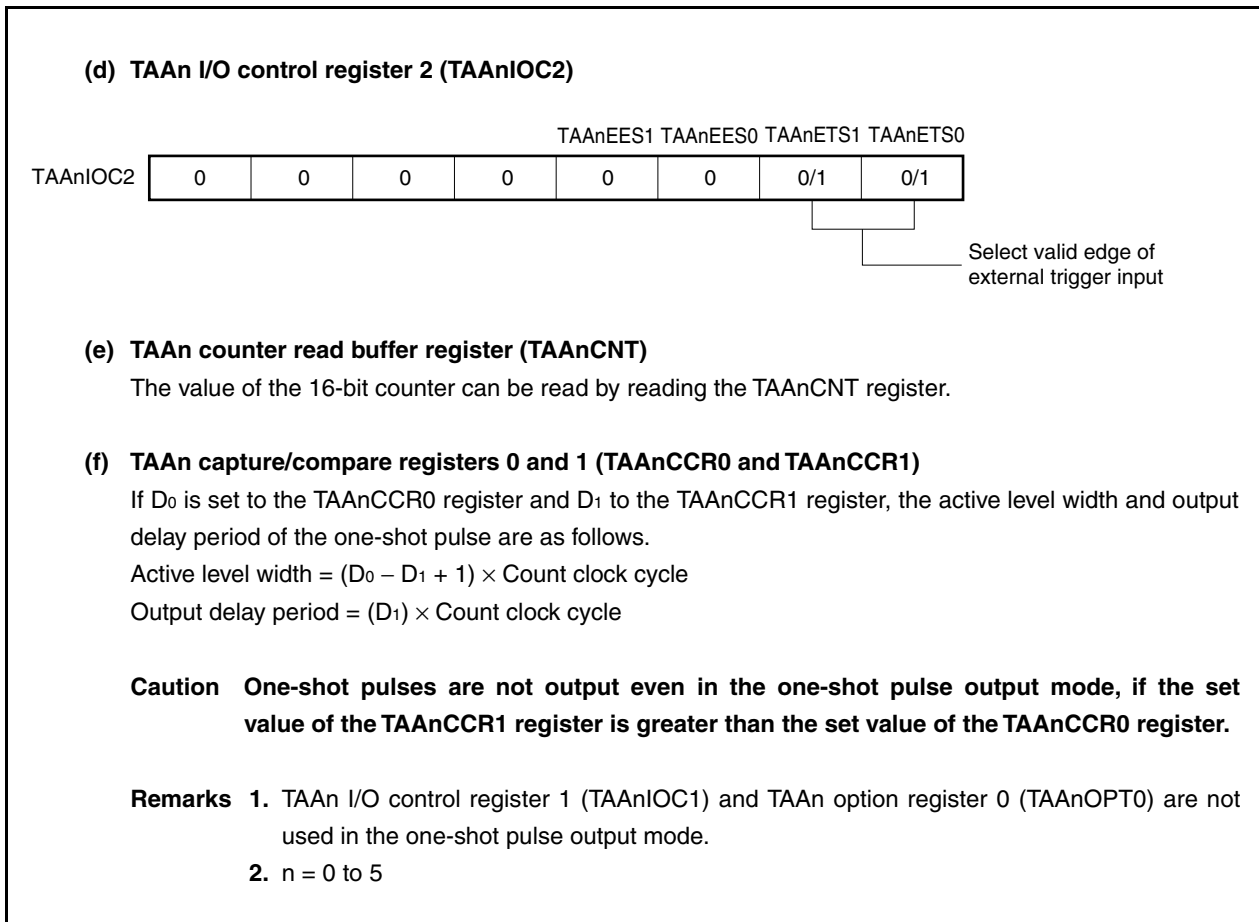 (d) TAAn I/O control register 2 (TAAnIOC2)
TAAnEES1 TAAnEES0 TAAnETS1 TAAnETS0
TAAnIOC2 0 0 0 0 0 0 0/1 0/1
Select valid edge of
external trigger input
(e) TAAn counter read buffer register (TAAnCNT)
The value of the 16-bit counter can be read by reading the TAAnCNT register.
(f) TAAn capture/compare registers 0 and 1 (TAAnCCR0 and TAAnCCR1)
If D₀ is set to the TAAnCCR0 register and D₁ to the TAAnCCR1 register, the active level width and output
delay period of the one-shot pulse are as follows.
Active level width = (D₀ − D₁ + 1) × Count clock cycle
Output delay period = (D₁) × Count clock cycle
Caution One-shot pulses are not output even in the one-shot pulse output mode, if the set
value of the TAAnCCR1 register is greater than the set value of the TAAnCCR0 register.
Remarks 1. TAAn I/O control register 1 (TAAnIOC1) and TAAn option register 0 (TAAnOPT0) are not
used in the one-shot pulse output mode.
2. n = 0 to 5